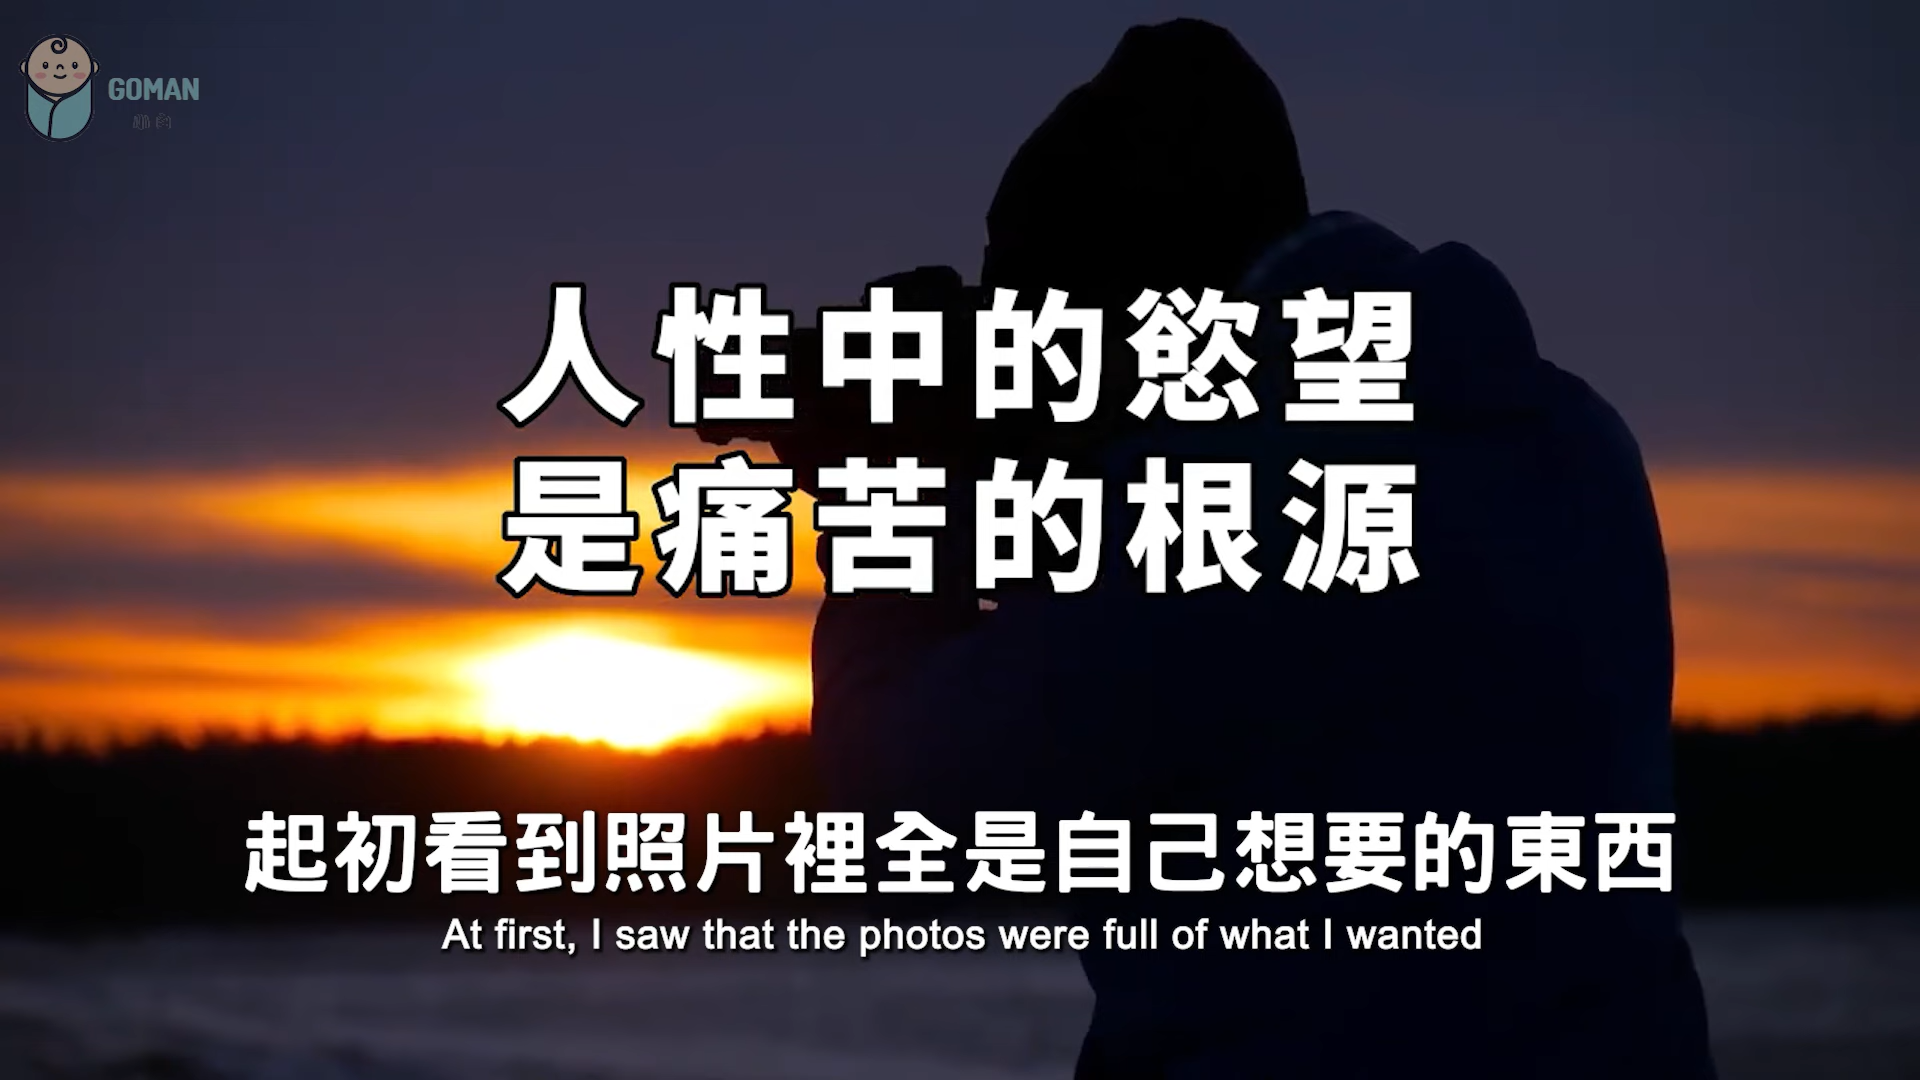 GOMAN
人性中的慾望
是痛苦的根源
起初看到照片裡全是自己想要的東西
At first, I saw that the photos were full of what I wanted